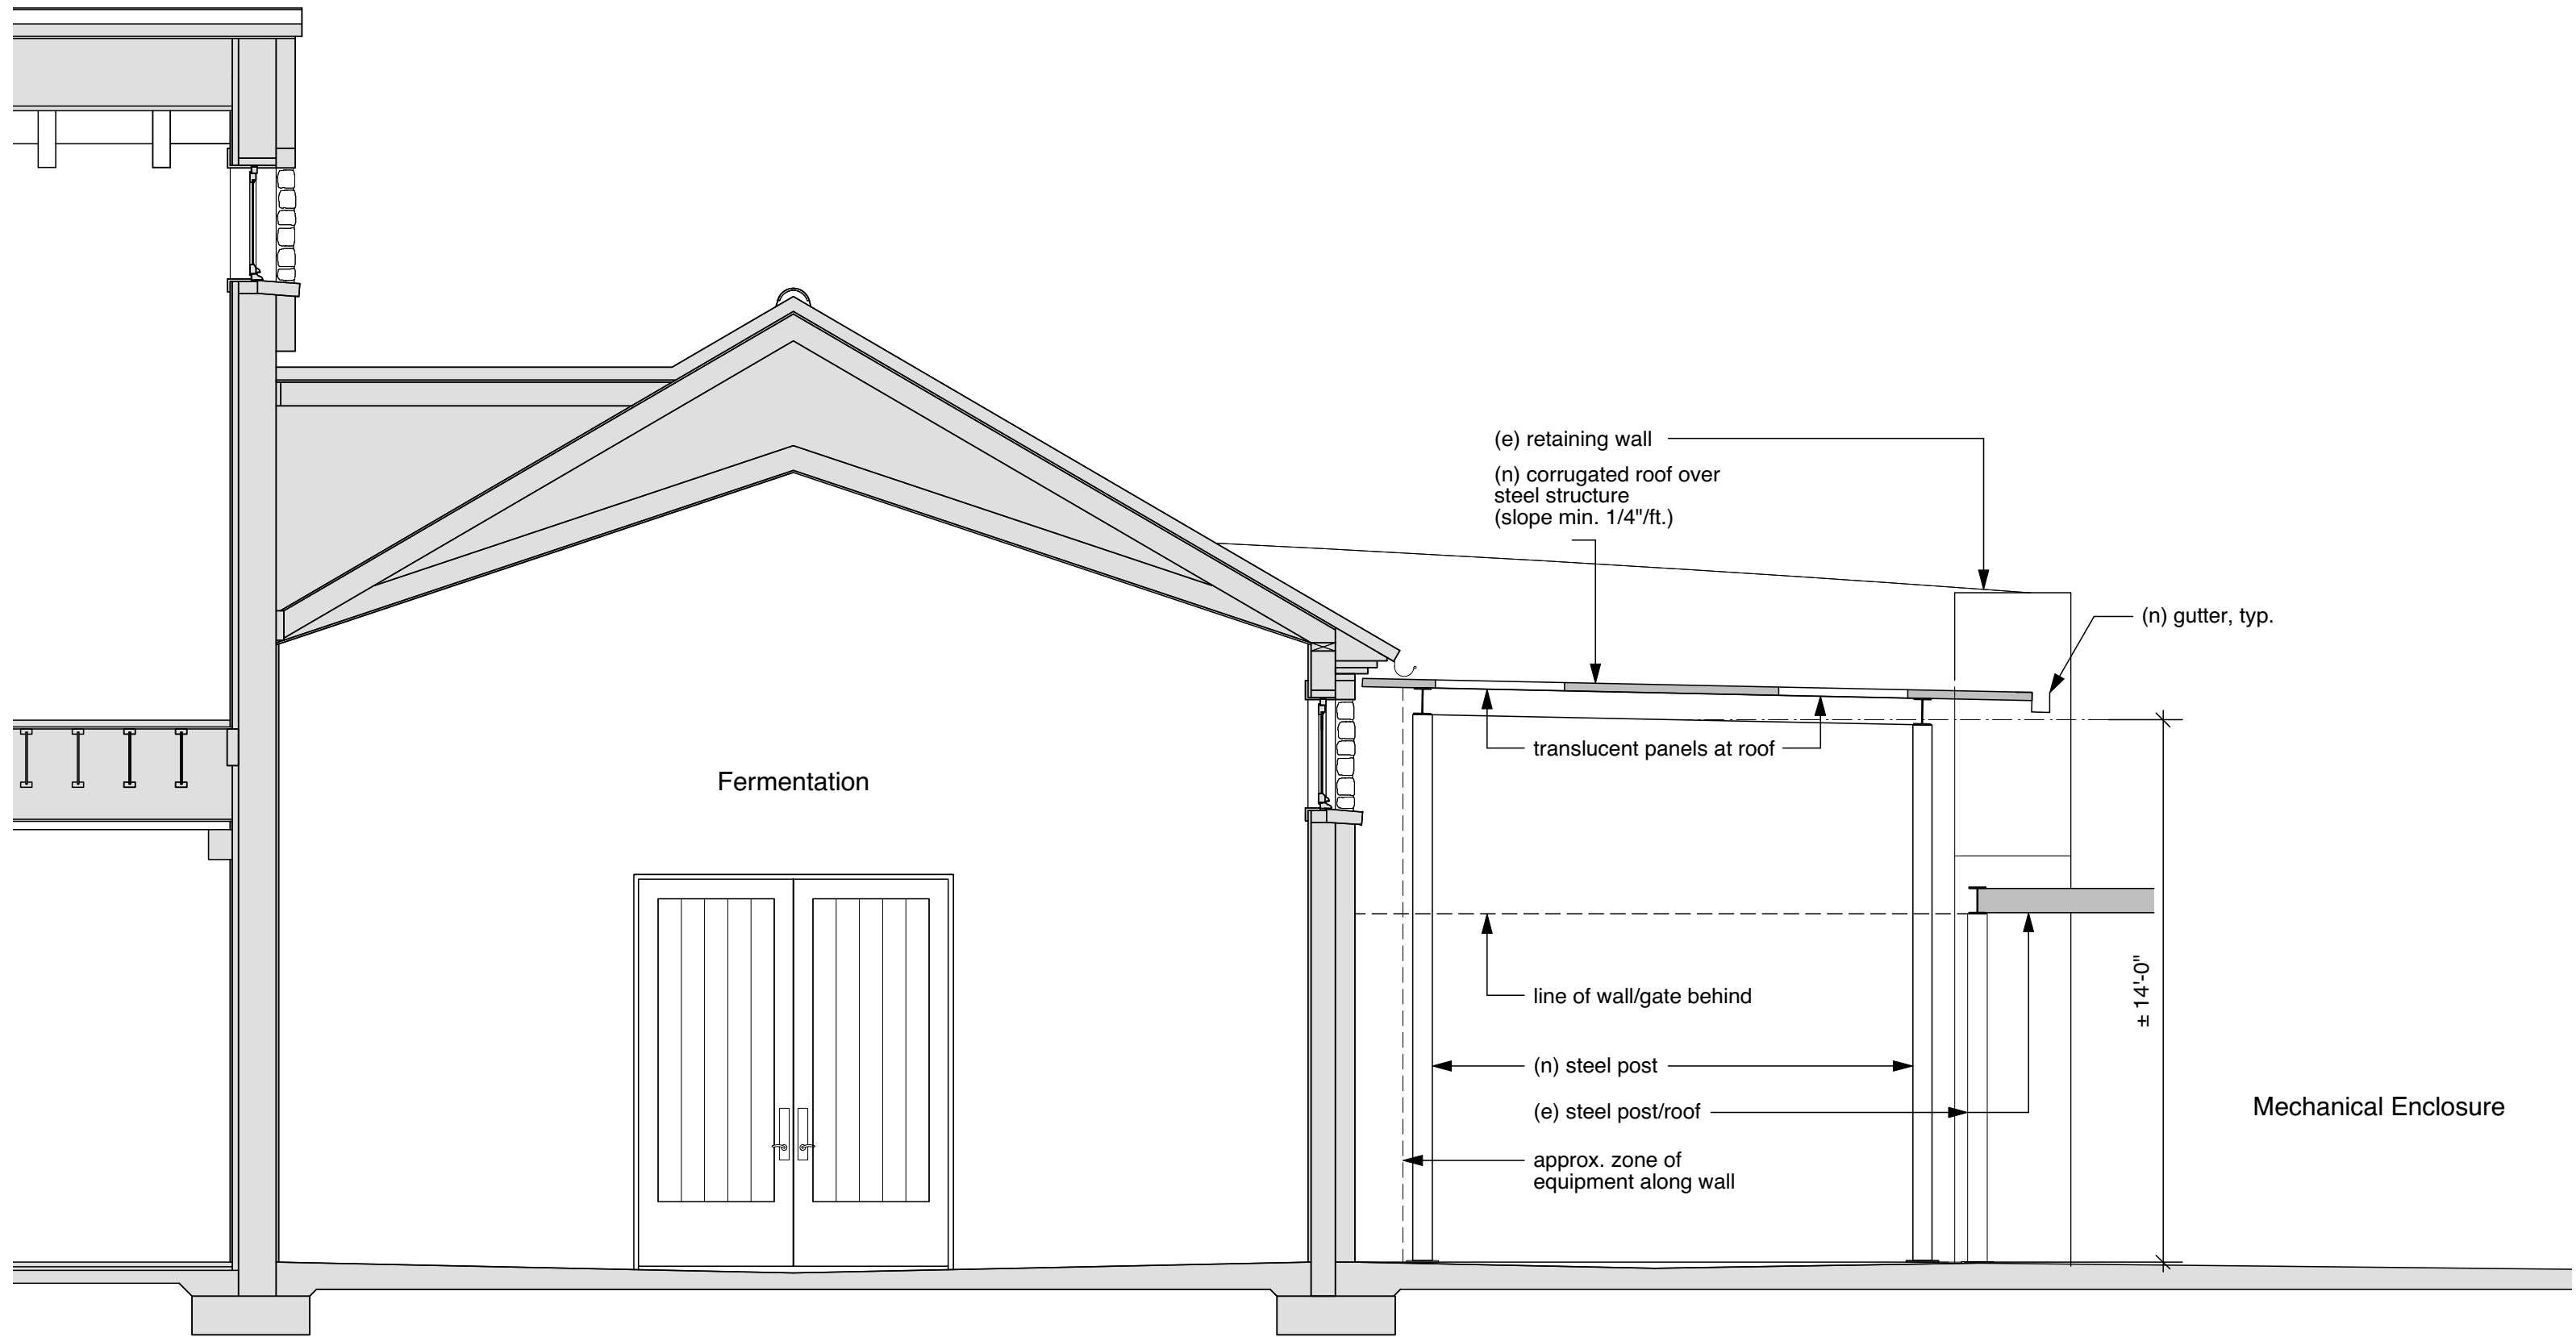 (e) retaining wall
(n) corrugated roof over
steel structure
(slope min. 1/4"/ft.)
(n) gutter, typ.
translucent panels at roof
Fermentation
line of wall/gate behind
± 14'-0"
(n) steel post
(e) steel post/roof
Mechanical Enclosure
approx. zone of
equipment along wall